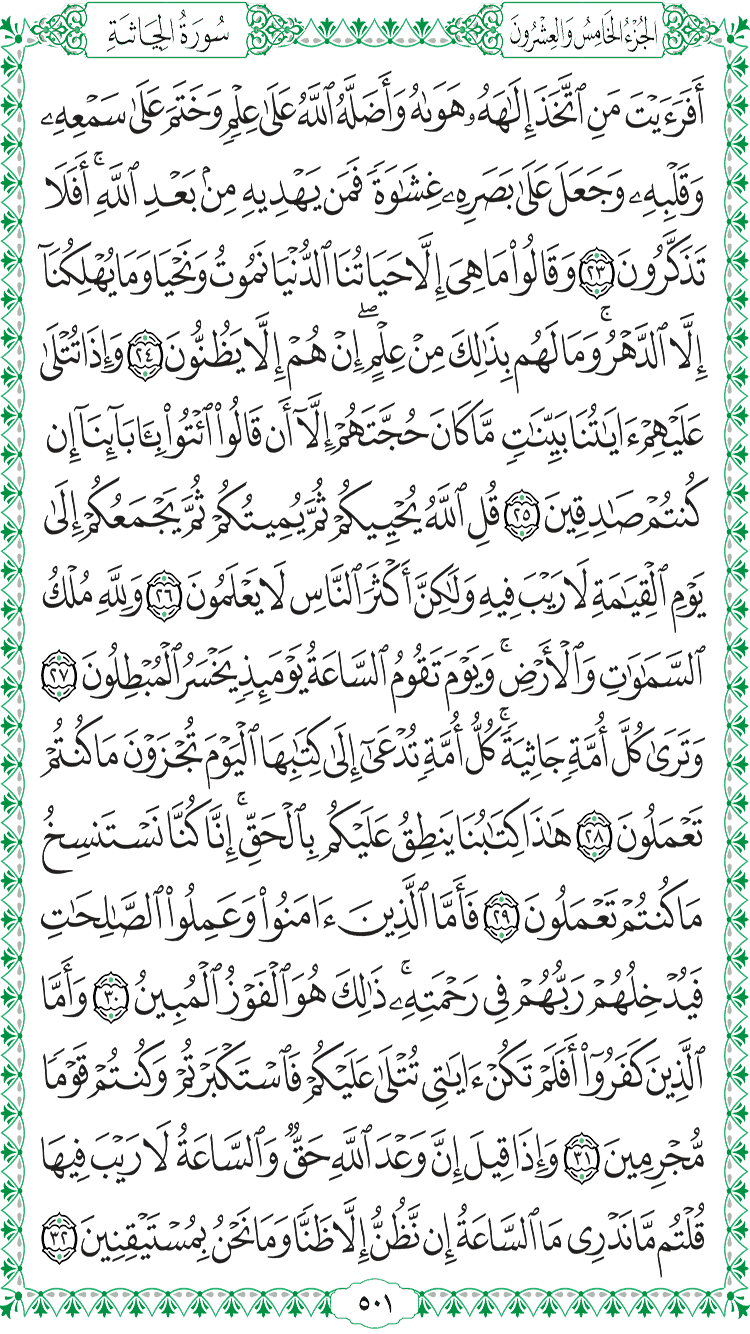 الجُزْءُ الخَامِسُ وَالعِشْرُونَ
سُورَةُ الجَاثيَةِ
أَفَرَءَيْتَ مَنِ ٱتَّخَذَ إِلَٰهَهُۥ هَوَىٰهُ وَأَضَلَّهُ ٱللَّهُ عَلَىٰ عِلْمٍ وَخَتَمَ عَلَىٰ سَمْعِهِۦ
وَقَلْبِهِۦ وَجَعَلَ عَلَىٰ بَصَرِهِۦ غِشَٰوَةً فَمَن يَهْدِيهِ مِنۢ بَعْدِ ٱللَّهِ ۚ أَفَلَا
تَذَكَّرُونَ ٢٣ وَقَالُوا۟ مَا هِىَ إِلَّا حَيَاتُنَا ٱلدُّنْيَا نَمُوتُ وَنَحْيَا وَمَا يُهْلِكُنَآ
إِلَّا ٱلدَّهْرُ ۚ وَمَا لَهُم بِذَٰلِكَ مِنْ عِلْمٍ ۖ إِنْ هُمْ إِلَّا يَظُنُّونَ ٢٤ وَإِذَا تُتْلَىٰ
عَلَيْهِمْ ءَايَٰتُنَا بَيِّنَٰتٍ مَّا كَانَ حُجَّتَهُمْ إِلَّآ أَن قَالُوا۟ ٱئْتُوا۟ بِـَٔابَآئِنَآ إِن
كُنتُمْ صَٰدِقِينَ ٢٥ قُلِ ٱللَّهُ يُحْيِيكُمْ ثُمَّ يُمِيتُكُمْ ثُمَّ يَجْمَعُكُمْ إِلَىٰ
يَوْمِ ٱلْقِيَٰمَةِ لَا رَيْبَ فِيهِ وَلَٰكِنَّ أَكْثَرَ ٱلنَّاسِ لَا يَعْلَمُونَ ٢٦ وَلِلَّهِ مُلْكُ
ٱلسَّمَٰوَٰتِ وَٱلْأَرْضِ ۚ وَيَوْمَ تَقُومُ ٱلسَّاعَةُ يَوْمَئِذٍ يَخْسَرُ ٱلْمُبْطِلُونَ ٢٧
وَتَرَىٰ كُلَّ أُمَّةٍ جَاثِيَةً ۚ كُلُّ أُمَّةٍ تُدْعَىٰٓ إِلَىٰ كِتَٰبِهَا ٱلْيَوْمَ تُجْزَوْنَ مَا كُنتُمْ
تَعْمَلُونَ ٢٨ هَٰذَا كِتَٰبُنَا يَنطِقُ عَلَيْكُم بِٱلْحَقِّ ۚ إِنَّا كُنَّا نَسْتَنسِخُ
مَا كُنتُمْ تَعْمَلُونَ ٢٩ فَأَمَّا ٱلَّذِينَ ءَامَنُوا۟ وَعَمِلُوا۟ ٱلصَّٰلِحَٰتِ
فَيُدْخِلُهُمْ رَبُّهُمْ فِى رَحْمَتِهِۦ ۚ ذَٰلِكَ هُوَ ٱلْفَوْزُ ٱلْمُبِينُ ٣٠ وَأَمَّا
ٱلَّذِينَ كَفَرُوٓا۟ أَفَلَمْ تَكُنْ ءَايَٰتِى تُتْلَىٰ عَلَيْكُمْ فَٱسْتَكْبَرْتُمْ وَكُنتُمْ قَوْمًا
مُّجْرِمِينَ ٣١ وَإِذَا قِيلَ إِنَّ وَعْدَ ٱللَّهِ حَقٌّ وَٱلسَّاعَةُ لَا رَيْبَ فِيهَا
قُلْتُم مَّا نَدْرِى مَا ٱلسَّاعَةُ إِن نَّظُنُّ إِلَّا ظَنًّا وَمَا نَحْنُ بِمُسْتَيْقِنِينَ ٣٢
٥٠١